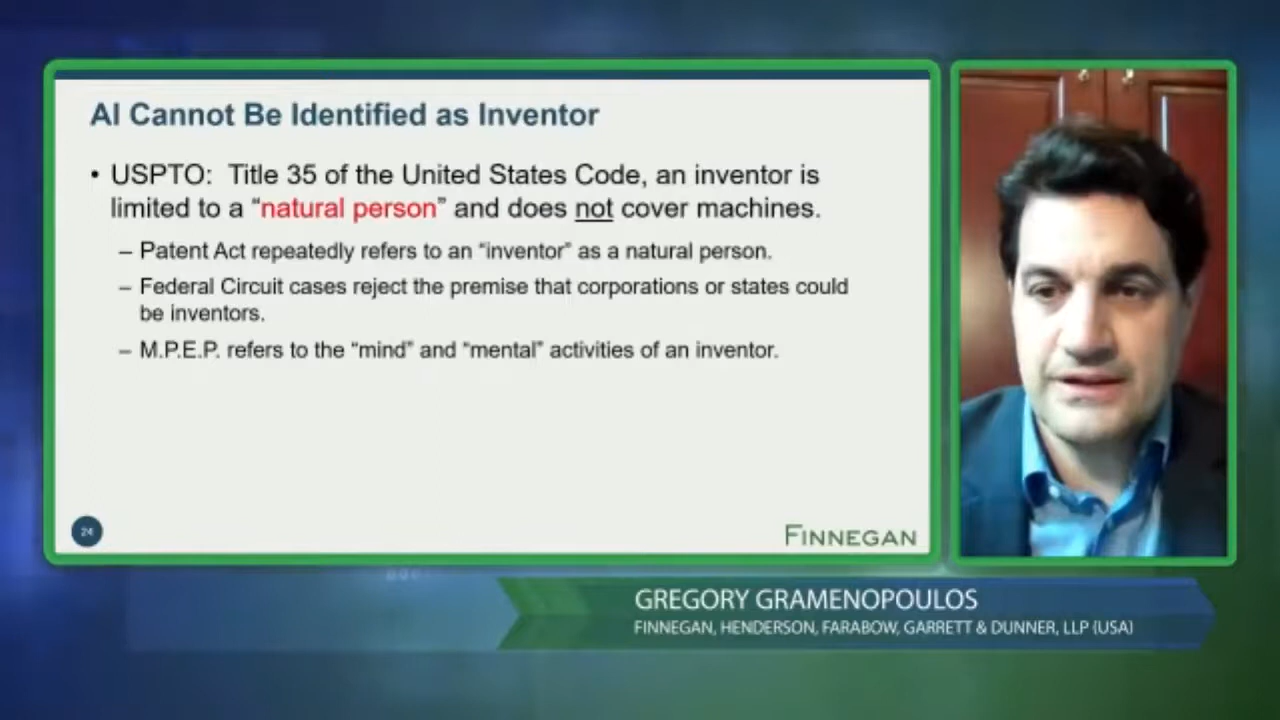 AI Cannot Be Identified as Inventor
• USPTO: Title 35 of the United States Code, an inventor is
limited to a “natural person” and does not cover machines.
– Patent Act repeatedly refers to an “inventor” as a natural person.
– Federal Circuit cases reject the premise that corporations or states could
be inventors.
– M.P.E.P. refers to the “mind” and “mental” activities of an inventor.
24
FINNEGAN
GREGORY GRAMENOPOULOS
FINNEGAN, HENDERSON, FARABOW, GARRETT & DUNNER, LLP (USA)